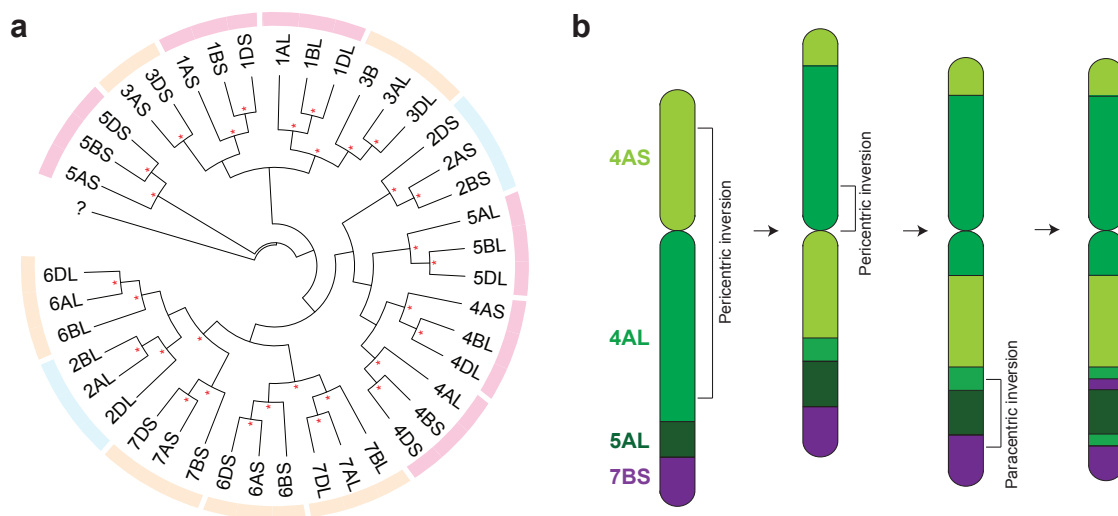 a
5AS
5BS
5DS
3AS
3DS
1AS
1BS
1DS
1AL
1BL
1DL
3B
3AL
3DL
2DS
2AS
2BS
5AL
5BL
5DL
4AS
4BL
4DL
4AL
4BS
4DS
7BL
7AL
7DL
6BS
6AS
6DS
7BS
7AS
7DS
2DL
2AL
2BL
6BL
6AL
6DL
?
b
4AS
4AL
5AL
7BS
Pericentric inversion
Pericentric inversion
Paracentric inversion